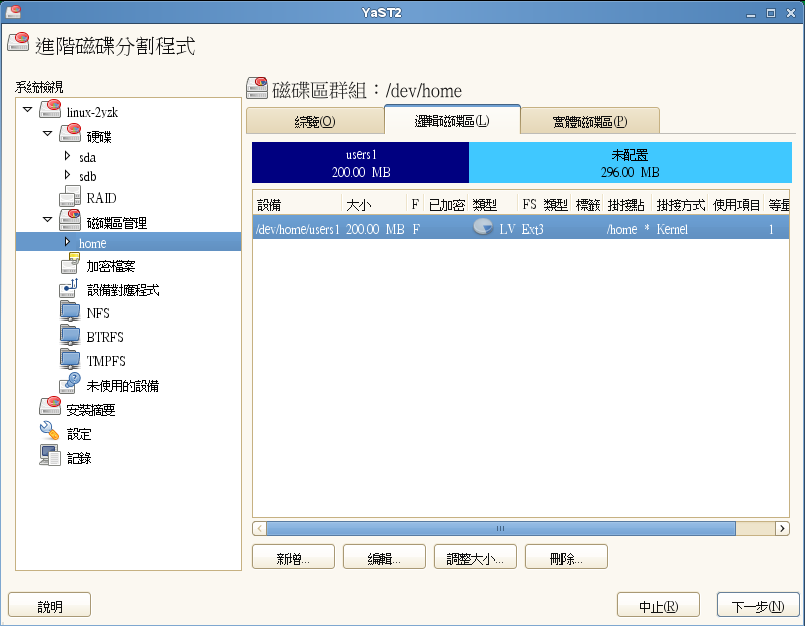 YaST2
進階磁碟分割程式
系統檢視
linux-2yzk
硬碟
sda
sdb
RAID
磁碟區管理
home
加密檔案
設備對應程式
NFS
BTRFS
TMPFS
未使用的設備
安裝摘要
設定
記錄
磁碟區群組：/dev/home
綜覽(O) 邏輯磁碟區(L) 實體磁碟區(P)
users1 未配置
200.00 MB 296.00 MB
設備 大小 F 已加密 類型 FS 類型 標籤 掛接點 掛接方式 使用項目 等量
/dev/home/users1 200.00 MB F LV Ext3 /home * Kernel 1
新增... 編輯... 調整大小... 刪除...
說明 中止(R) 下一步(N)